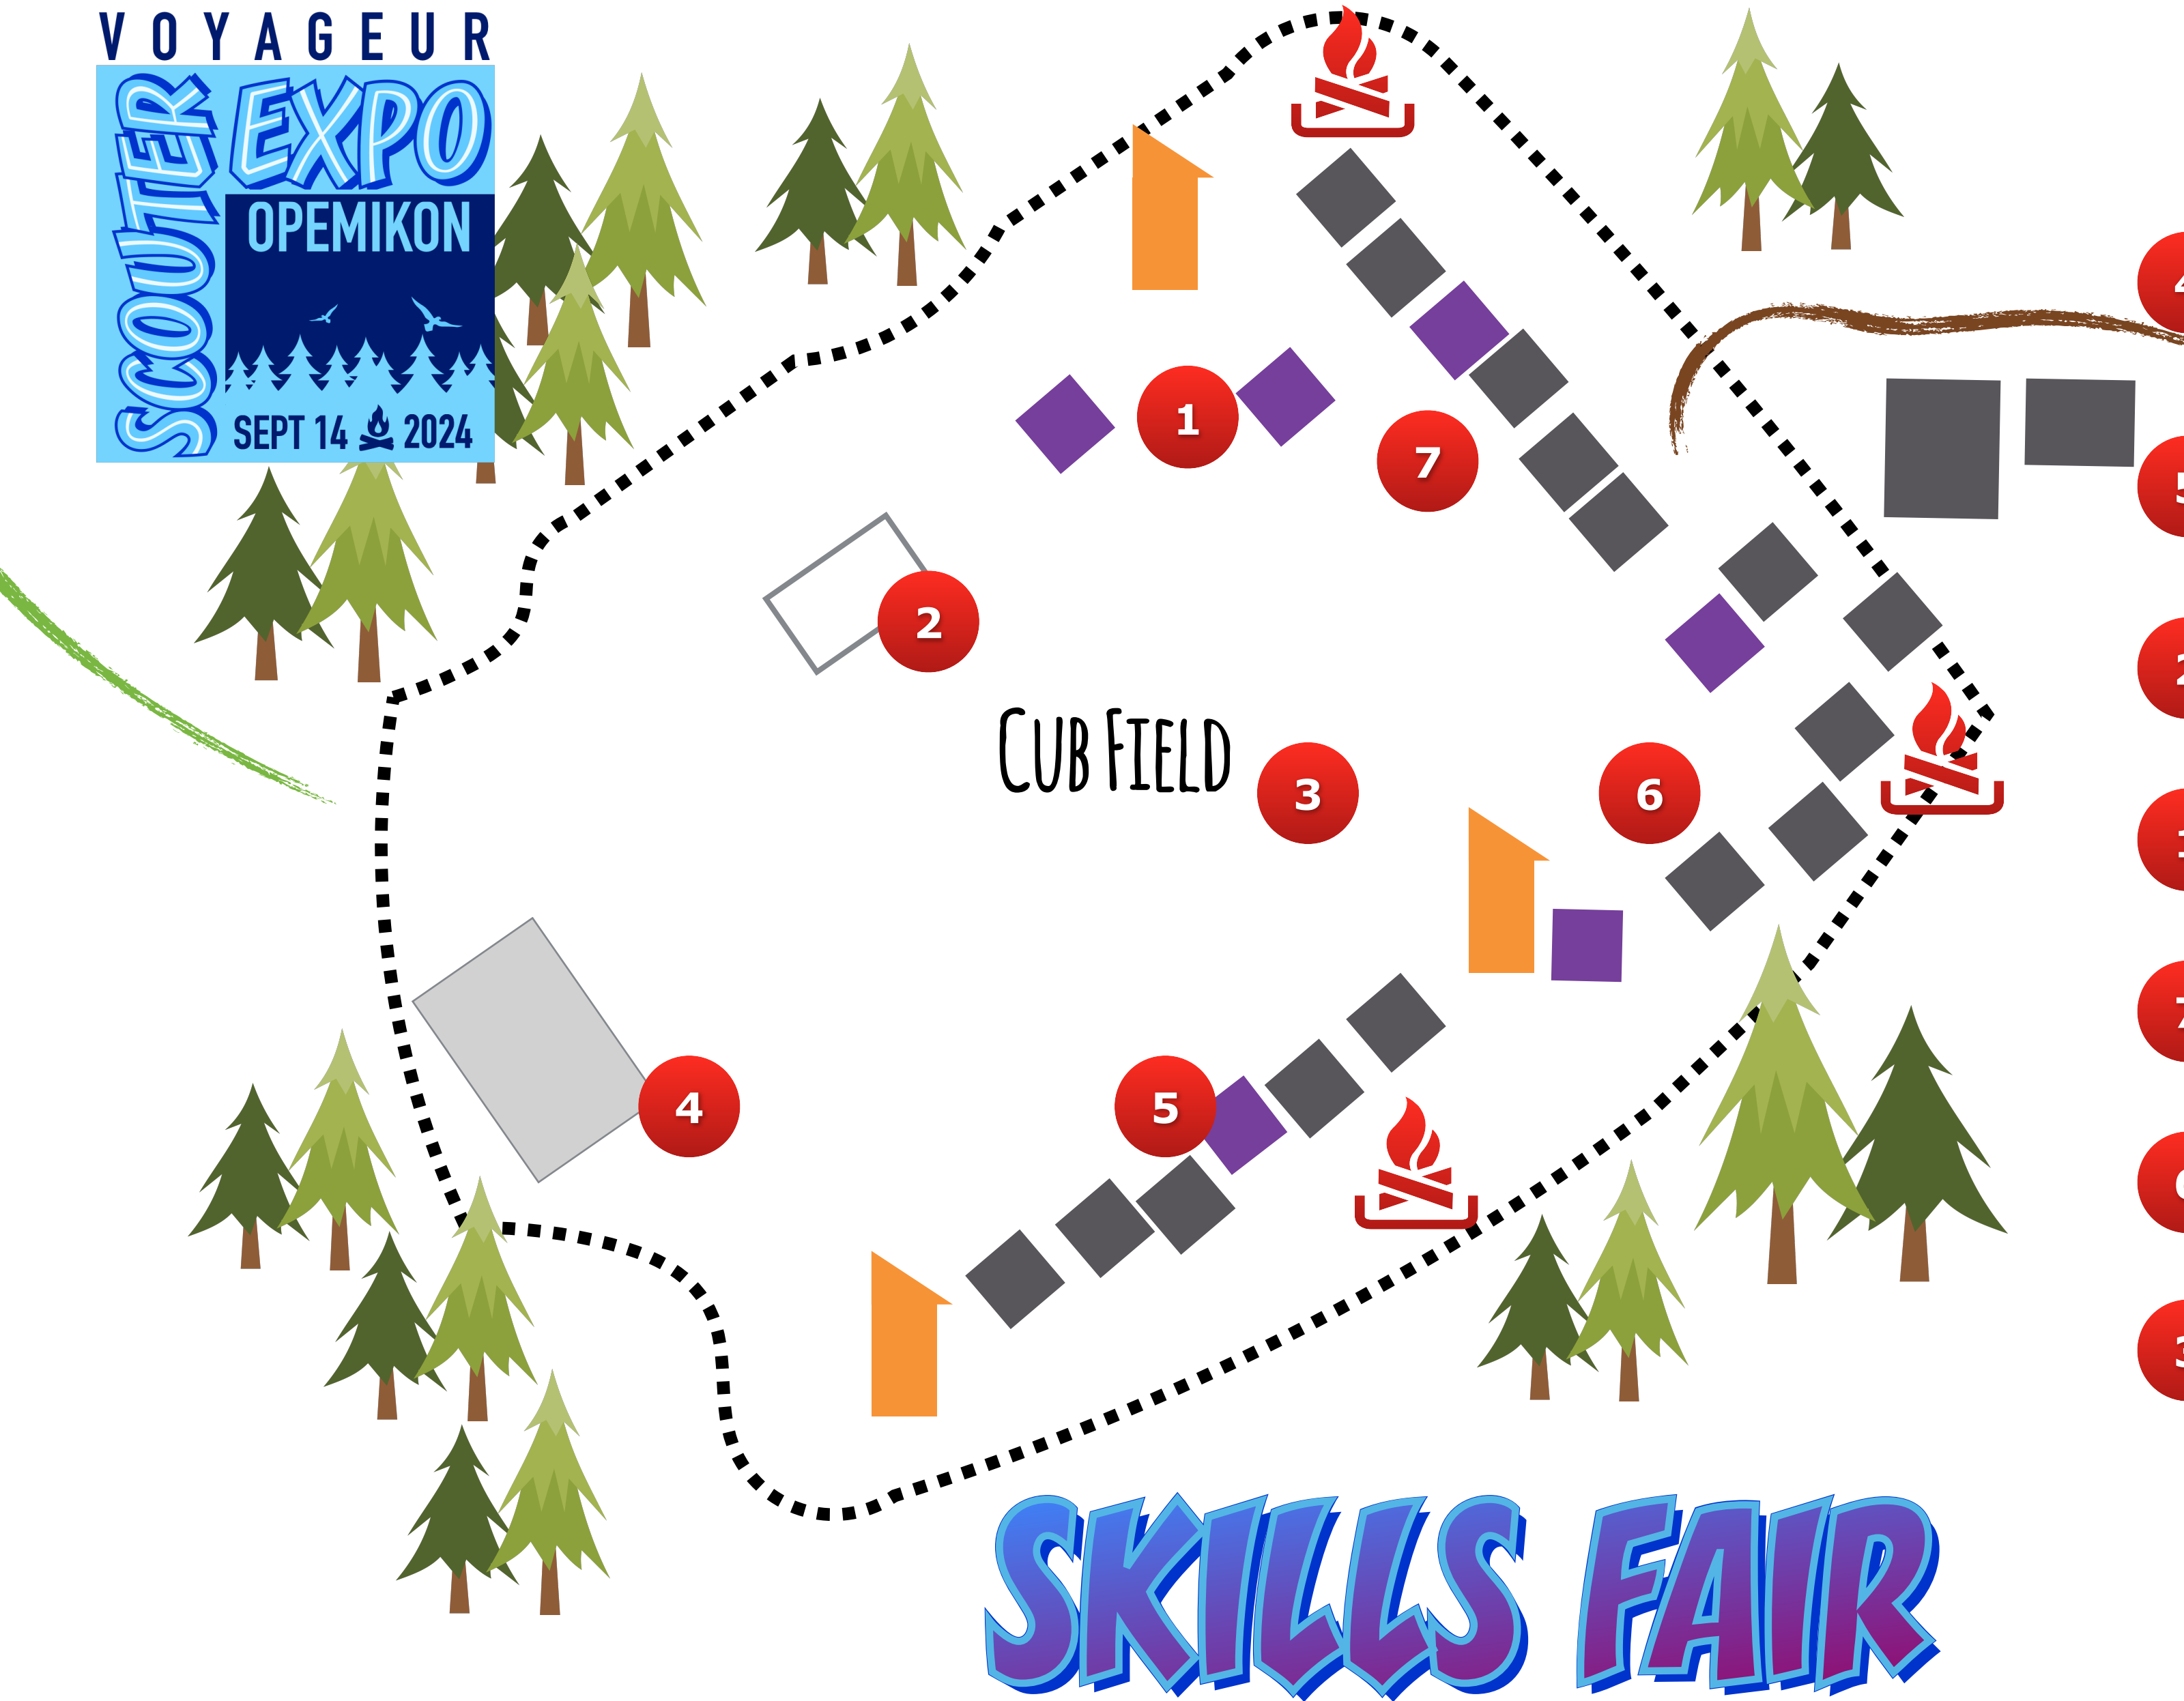 VOYAGEUR
SCOUTER
EXPO
OPEMIKON
SEPT 14 2024
1
7
2
CUB FIELD
3
6
4
5
SKILLS FAIR